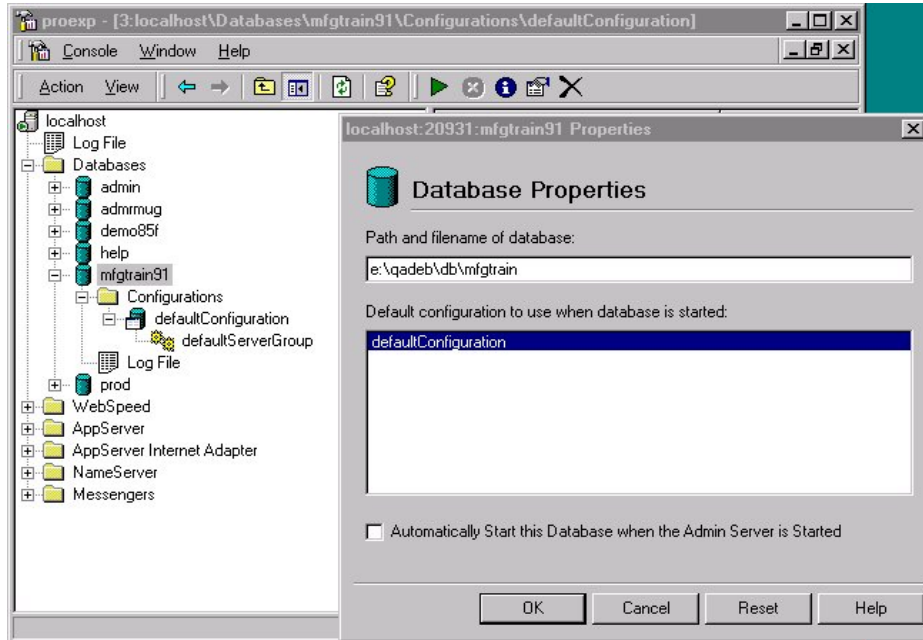 proexp - [3:localhost\Databases\mfgtrain91\Configurations\defaultConfiguration]
Console Window Help
Action View
localhost
Log File
Databases
admin
admrmug
demo85f
help
mfgtrain91
Configurations
defaultConfiguration
defaultServerGroup
Log File
prod
WebSpeed
AppServer
AppServer Internet Adapter
NameServer
Messengers
localhost:20931:mfgtrain91 Properties
Database Properties
Path and filename of database:
e:\qadeb\db\mfgtrain
Default configuration to use when database is started:
defaultConfiguration
Automatically Start this Database when the Admin Server is Started
OK Cancel Reset Help